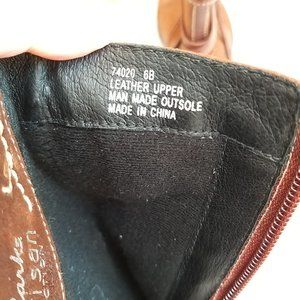 74020 6B
LEATHER UPPER
MAN MADE OUTSOLE
MADE IN CHINA